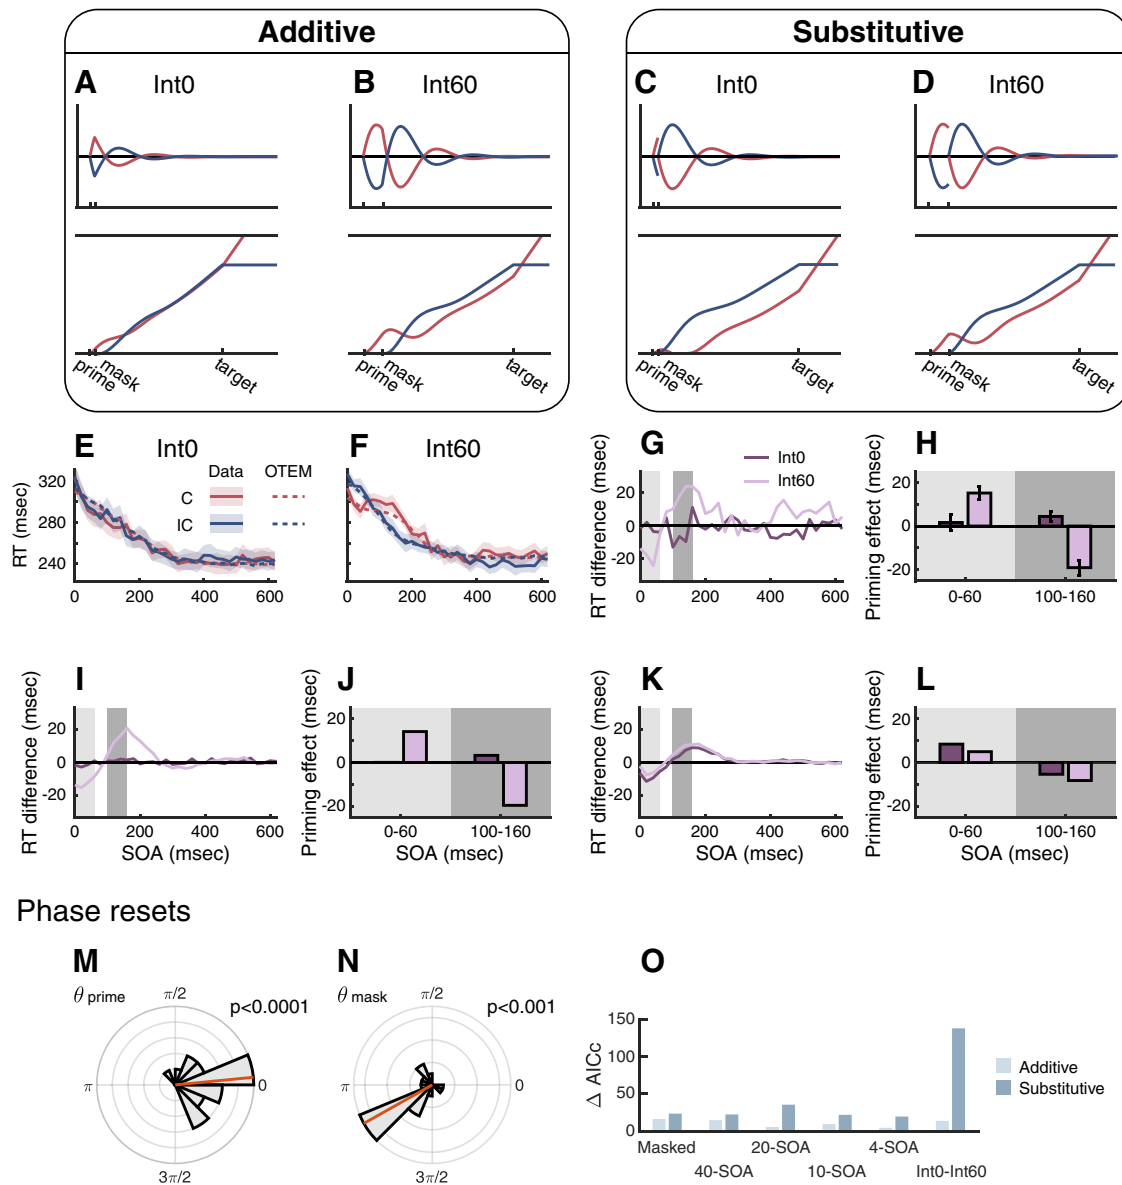 Additive
Substitutive
A
Int0
B
Int60
C
Int0
D
Int60
prime
mask
target
prime
mask
target
prime
mask
target
prime
mask
target
E
Int0
F
Int60
G
H
RT (msec)
320
280
240
0
200
400
600
Data
OTEM
C
IC
0
200
400
600
RT difference (msec)
20
0
-20
0
200
400
600
Int0
Int60
Priming effect (msec)
20
0
-20
0-60
100-160
I
J
K
L
RT difference (msec)
20
0
-20
0
200
400
600
SOA (msec)
Priming effect (msec)
20
0
-20
0-60
100-160
SOA (msec)
RT difference (msec)
20
0
-20
0
200
400
600
SOA (msec)
Priming effect (msec)
20
0
-20
0-60
100-160
SOA (msec)
Phase resets
M
N
O
θ prime
π/2
p<0.0001
π
0
3π/2
θ mask
π/2
p<0.001
π
0
3π/2
Δ AICc
150
100
50
0
Masked
40-SOA
20-SOA
10-SOA
4-SOA
Int0-Int60
Additive
Substitutive